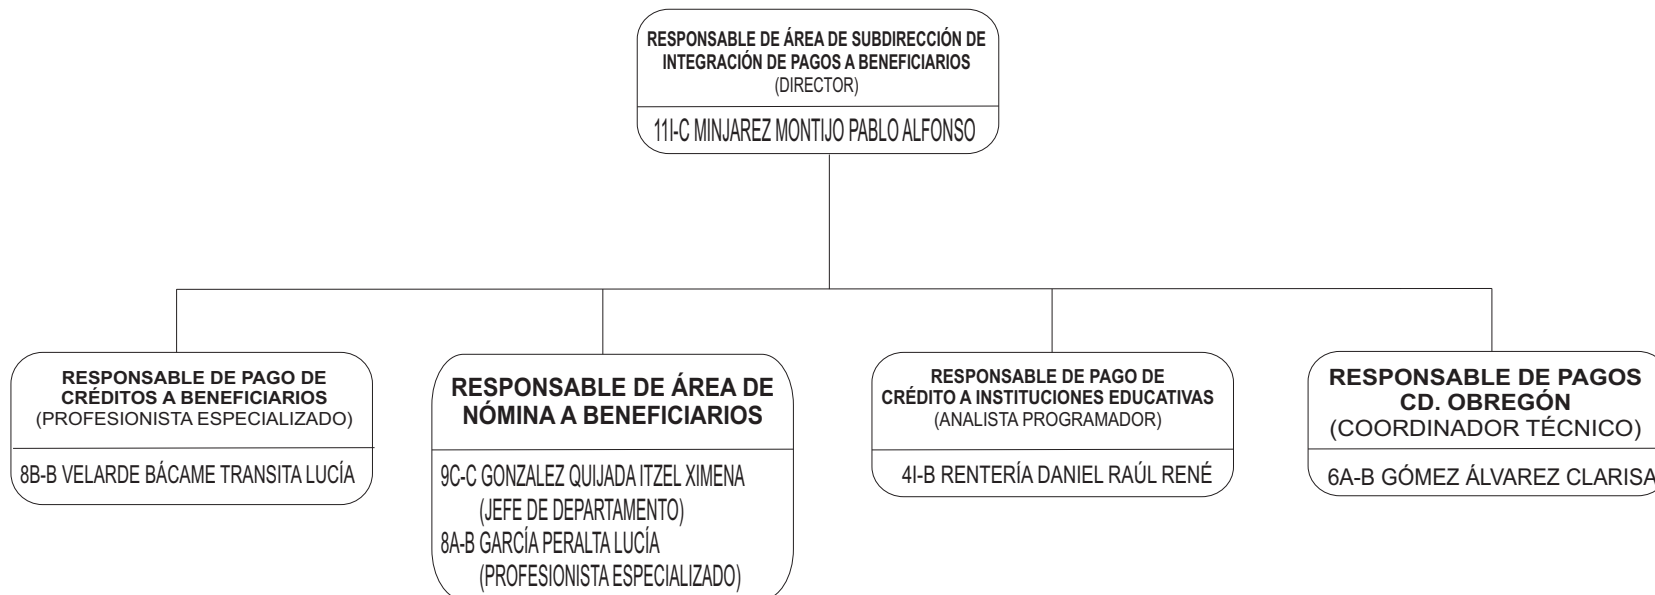 RESPONSABLE DE ÁREA DE SUBDIRECCIÓN DE
INTEGRACIÓN DE PAGOS A BENEFICIARIOS
(DIRECTOR)
11I-C MINJAREZ MONTIJO PABLO ALFONSO
RESPONSABLE DE PAGO DE
CRÉDITOS A BENEFICIARIOS
(PROFESIONISTA ESPECIALIZADO)
8B-B VELARDE BÁCAME TRANSITA LUCÍA
RESPONSABLE DE ÁREA DE
NÓMINA A BENEFICIARIOS
9C-C GONZALEZ QUIJADA ITZEL XIMENA
(JEFE DE DEPARTAMENTO)
8A-B GARCÍA PERALTA LUCÍA
(PROFESIONISTA ESPECIALIZADO)
RESPONSABLE DE PAGO DE
CRÉDITO A INSTITUCIONES EDUCATIVAS
(ANALISTA PROGRAMADOR)
4I-B RENTERÍA DANIEL RAÚL RENÉ
RESPONSABLE DE PAGOS
CD. OBREGÓN
(COORDINADOR TÉCNICO)
6A-B GÓMEZ ÁLVAREZ CLARISA